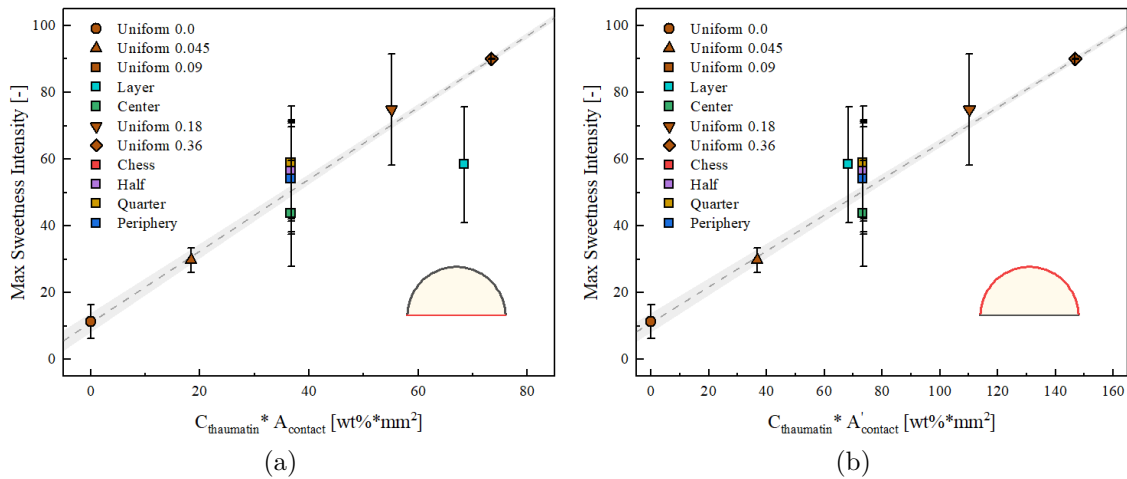 100
80
60
40
20
0
Max Sweetness Intensity [-]
Uniform 0.0
Uniform 0.045
Uniform 0.09
Layer
Center
Uniform 0.18
Uniform 0.36
Chess
Half
Quarter
Periphery
0 20 40 60 80
C_thaumatin * A_contact [wt%*mm²]
(a)
100
80
60
40
20
0
Max Sweetness Intensity [-]
Uniform 0.0
Uniform 0.045
Uniform 0.09
Layer
Center
Uniform 0.18
Uniform 0.36
Chess
Half
Quarter
Periphery
0 20 40 60 80 100 120 140 160
C_thaumatin * A'_contact [wt%*mm²]
(b)